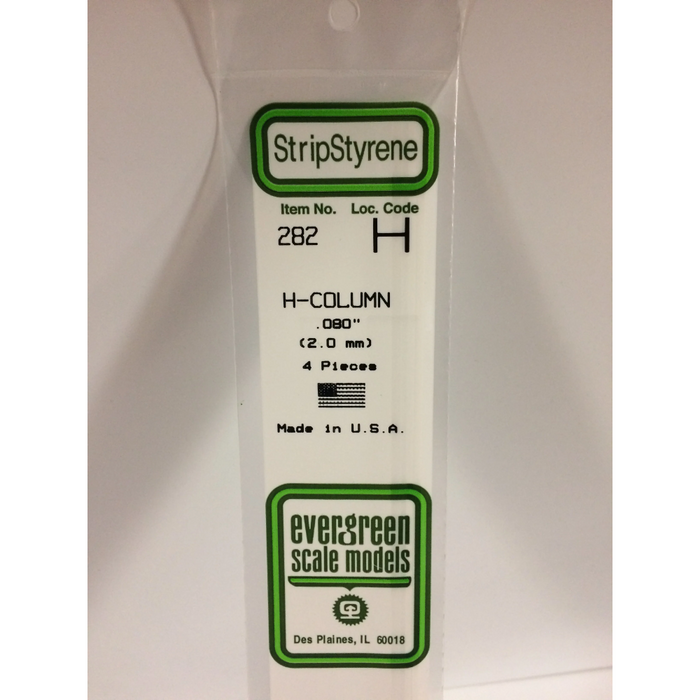 StripStyrene
Item No. Loc. Code
282 H
H-COLUMN
.080"
(2.0 mm)
4 Pieces
Made in U.S.A.
evergreen
scale models
Des Plaines, IL 60018